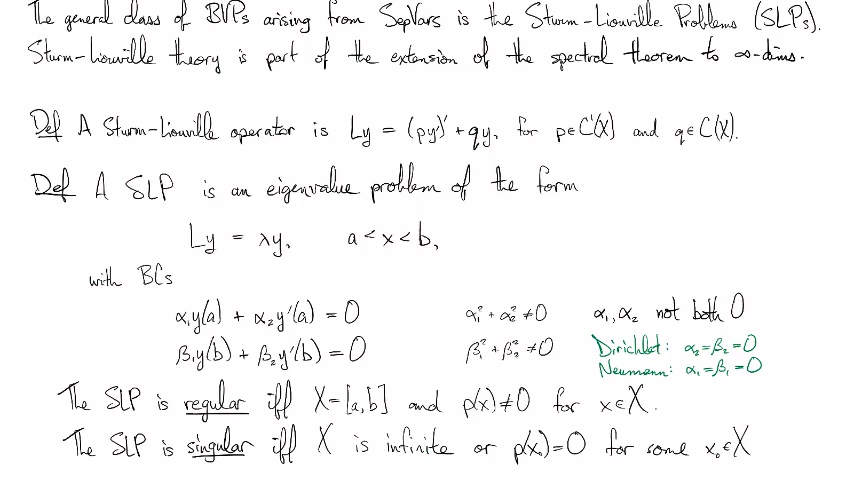 The general class of BVPs arising from SepVars is the Sturm-Liouville Problems (SLPs).
Sturm-Liouville theory is part of the extension of the spectral theorem to ∞-dims.
Def A Sturm-Liouville operator is Ly = (py')' + qy, for p∈C'(X) and q∈C(X).
Def A SLP is an eigenvalue problem of the form
Ly = λy, a < x < b,
with BCs
α₁y(a) + α₂y'(a) = 0 α₁² + α₂² ≠ 0 α₁, α₂ not both 0
β₁y(b) + β₂y'(b) = 0 β₁² + β₂² ≠ 0 Dirichlet: α₂ = β₂ = 0
Neumann: α₁ = β₁ = 0
The SLP is regular iff X = [a,b] and p(x) ≠ 0 for x∈X.
The SLP is singular iff X is infinite or p(x₀) = 0 for some x₀∈X